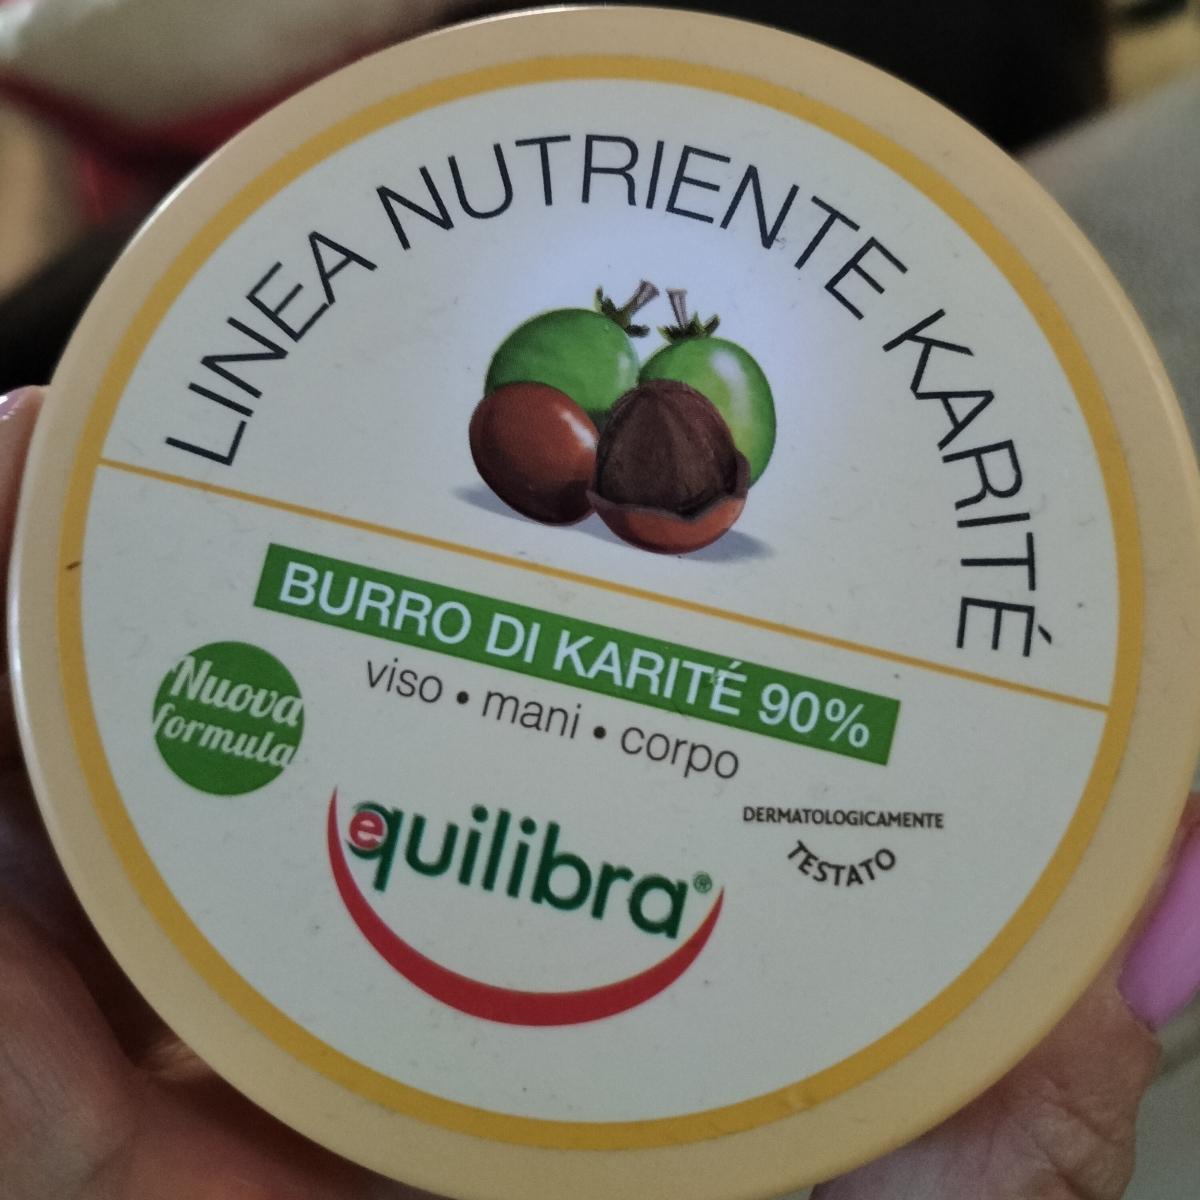 LINEA NUTRIENTE KARITÉ
BURRO DI KARITÉ 90%
viso • mani • corpo
Nuova
formula
equilibra®
DERMATOLOGICAMENTE
TESTATO